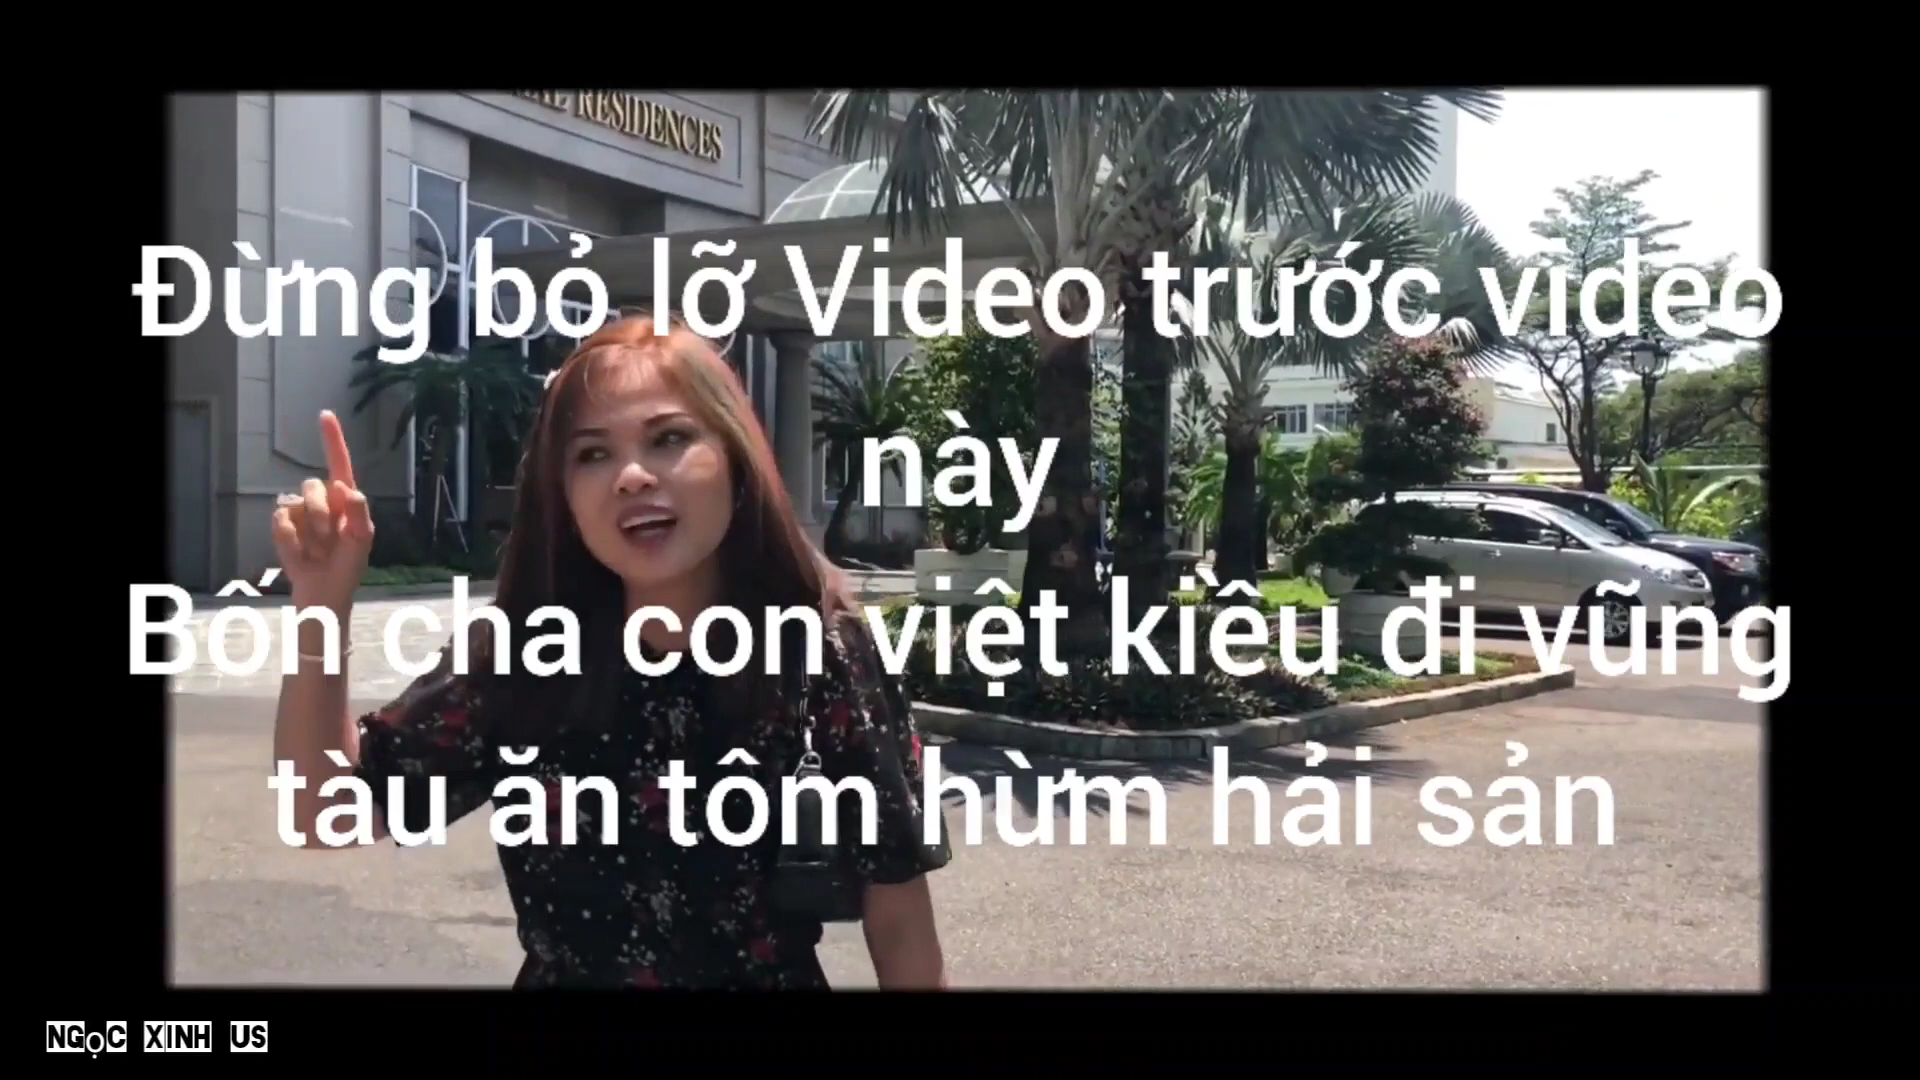 RESIDENCES
Đừng bỏ lỡ Video trước video
này
Bốn cha con việt kiều đi vũng
tàu ăn tôm hùm hải sản
NGỌC XINH US